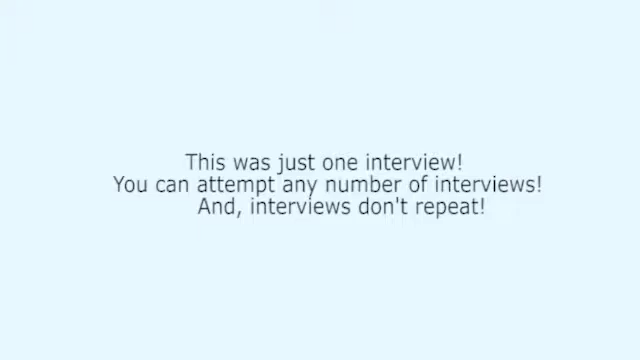 This was just one interview!
You can attempt any number of interviews!
And, interviews don't repeat!